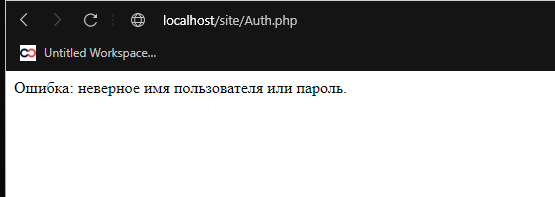 localhost/site/Auth.php
Untitled Workspace...
Ошибка: неверное имя пользователя или пароль.